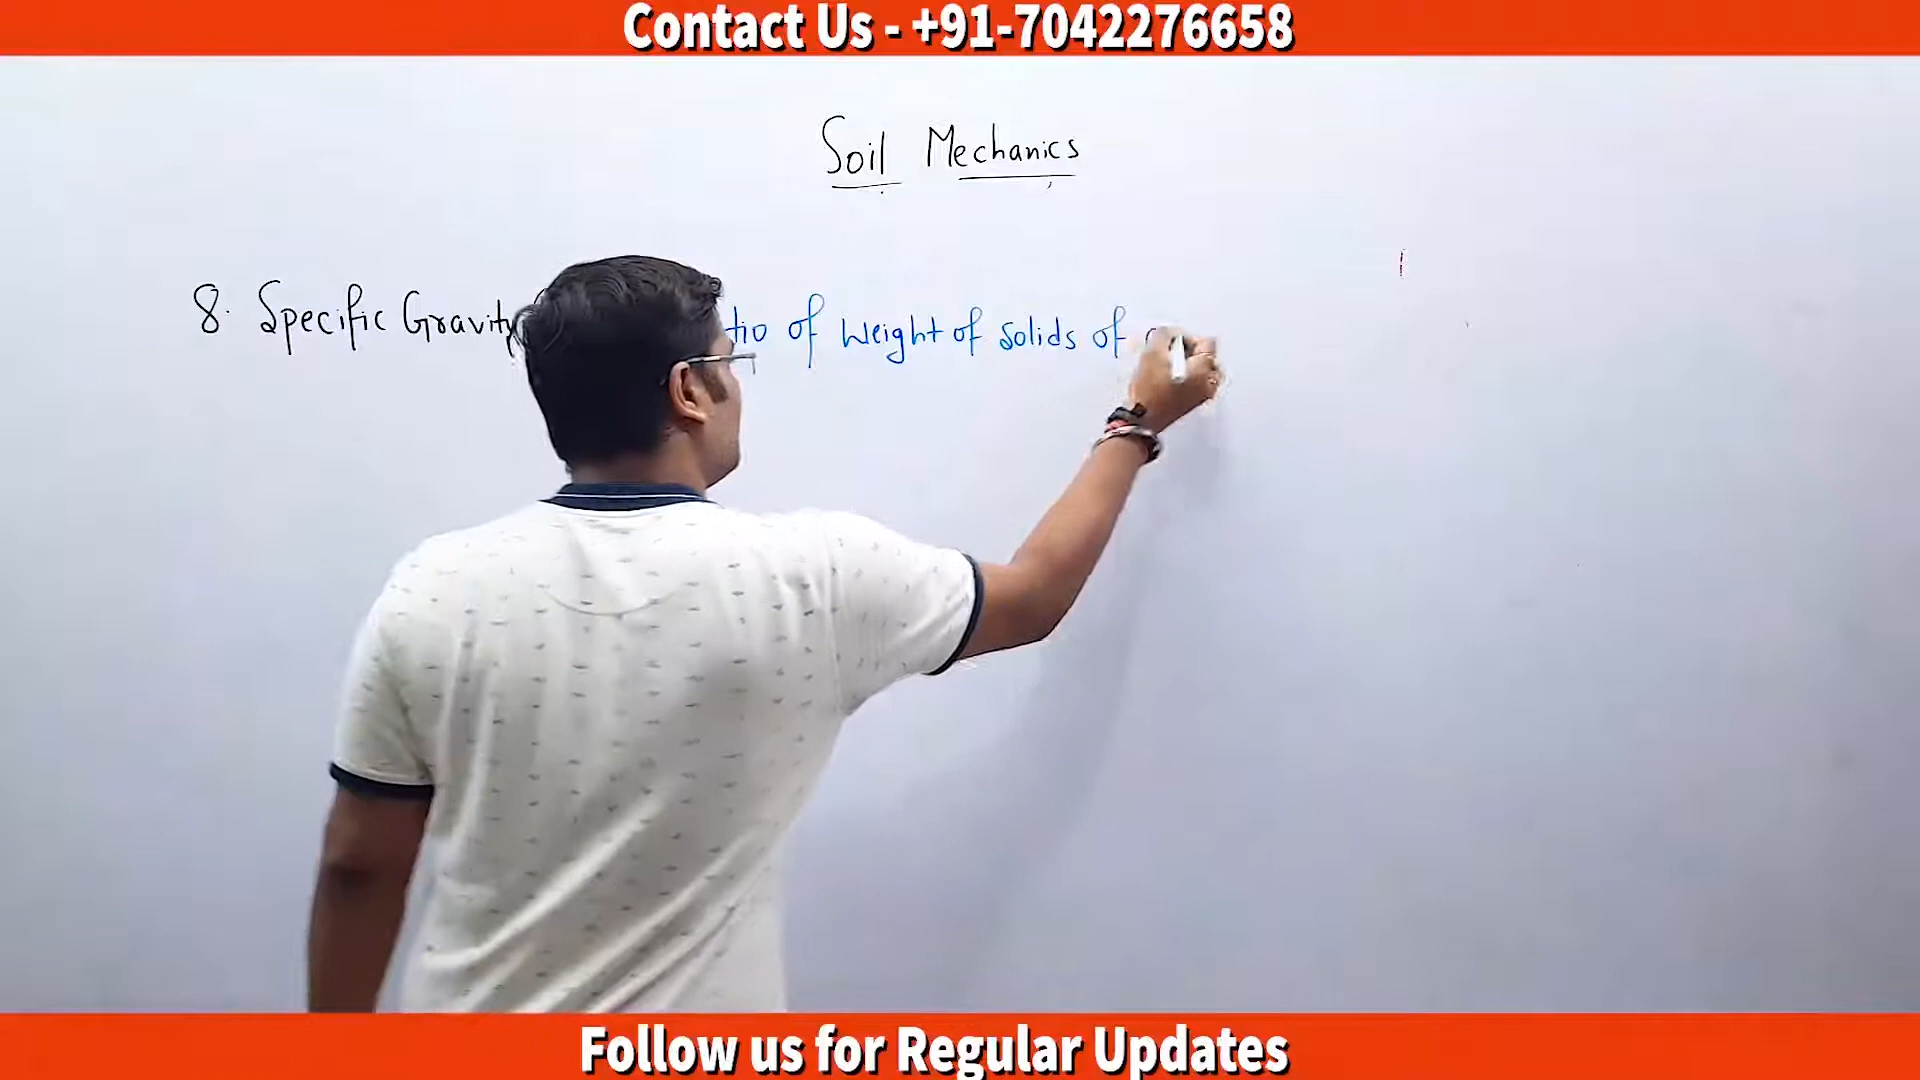 Contact Us - +91-7042276658
Soil Mechanics
8. Specific Gravity of Weight of Solids of
Follow us for Regular Updates